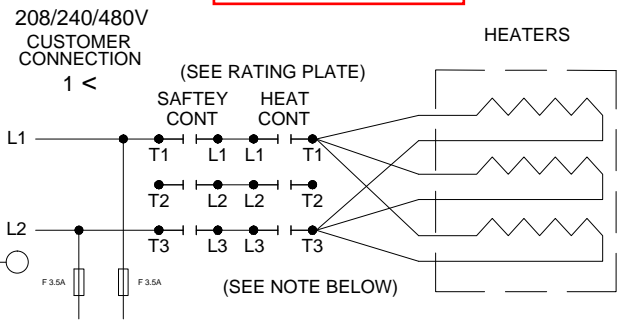 208/240/480V
CUSTOMER
CONNECTION
1 <
HEATERS
(SEE RATING PLATE)
SAFTEY
CONT
HEAT
CONT
L1
T1 L1 L1 T1
T2 L2 L2 T2
L2
T3 L3 L3 T3
F 3.5A F 3.5A
(SEE NOTE BELOW)